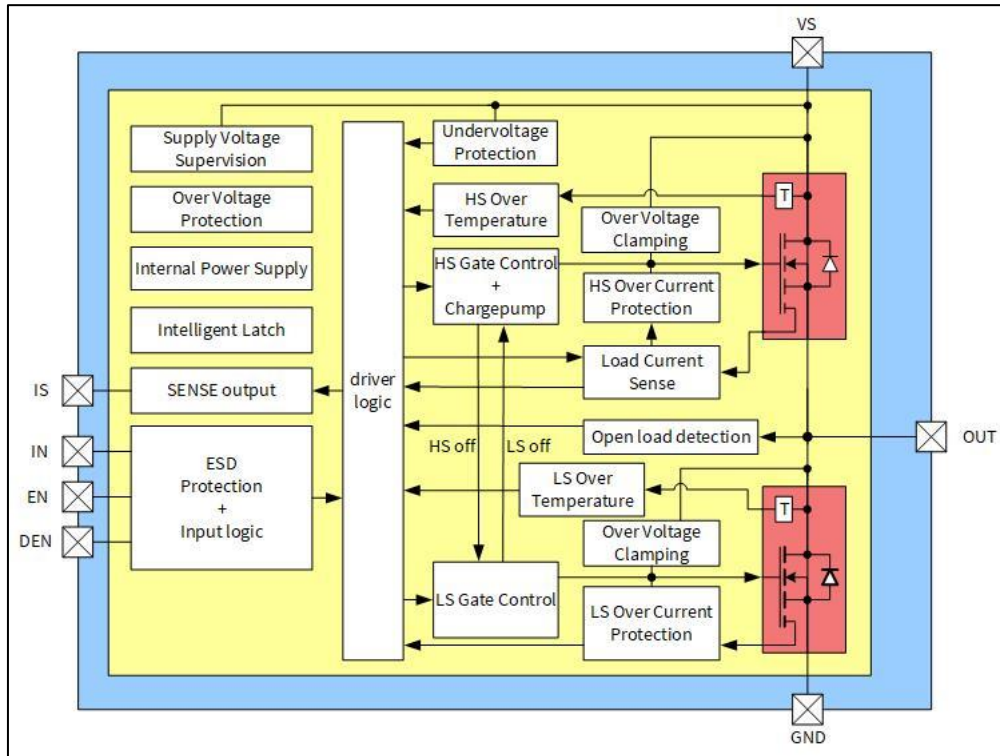 VS
Supply Voltage
Supervision
Undervoltage
Protection
Over Voltage
Protection
HS Over
Temperature
T
Over Voltage
Clamping
Internal Power Supply
HS Gate Control
+
Chargepump
HS Over Current
Protection
Intelligent Latch
Load Current
Sense
driver
logic
IS
SENSE output
IN
EN
DEN
ESD
Protection
+
Input logic
HS off
LS off
Open load detection
OUT
LS Over
Temperature
T
Over Voltage
Clamping
LS Gate Control
LS Over Current
Protection
GND